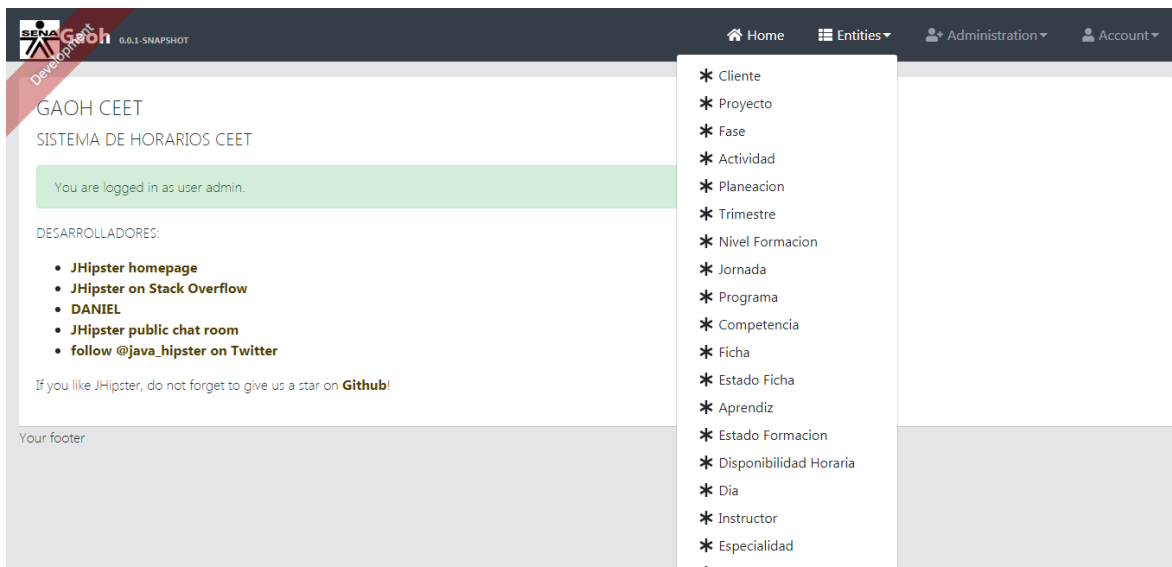 SENA Gaoh 0.0.1-SNAPSHOT Home Entities Administration Account
Development
Cliente
Proyecto
Fase
Actividad
Planeacion
Trimestre
Nivel Formacion
Jornada
Programa
Competencia
Ficha
Estado Ficha
Aprendiz
Estado Formacion
Disponibilidad Horaria
Dia
Instructor
Especialidad
GAOH CEET
SISTEMA DE HORARIOS CEET
You are logged in as user admin.
DESARROLLADORES:
JHipster homepage
JHipster on Stack Overflow
DANIEL
JHipster public chat room
follow @java_hipster on Twitter
If you like JHipster, do not forget to give us a star on Github!
Your footer